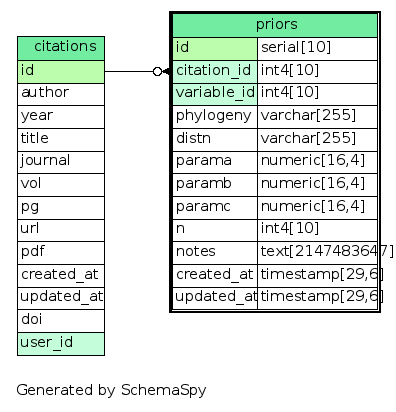 citations
id
author
year
title
journal
vol
pg
url
pdf
created_at
updated_at
doi
user_id
priors
id serial[10]
citation_id int4[10]
variable_id int4[10]
phylogeny varchar[255]
distn varchar[255]
parama numeric[16,4]
paramb numeric[16,4]
paramc numeric[16,4]
n int4[10]
notes text[2147483647]
created_at timestamp[29,6]
updated_at timestamp[29,6]
Generated by SchemaSpy